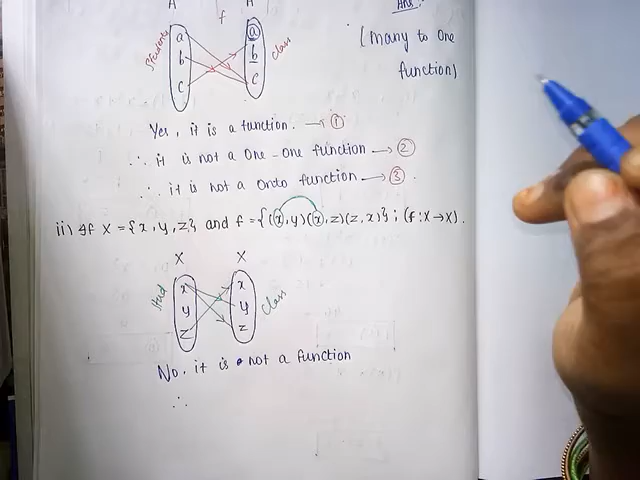 Ans:
A f A
(many to one
function)
Students
a a
b b
c c
class
Yes, it is a function. → ①
∴ it is not a one-one function → ②
∴ it is not a onto function → ③
ii) If X = {x, y, z} and f = {(x, y)(x, z)(z, x)} ; (f: X → X).
X X
Stud
x x
y y
z z
class
No, it is not a function
∴